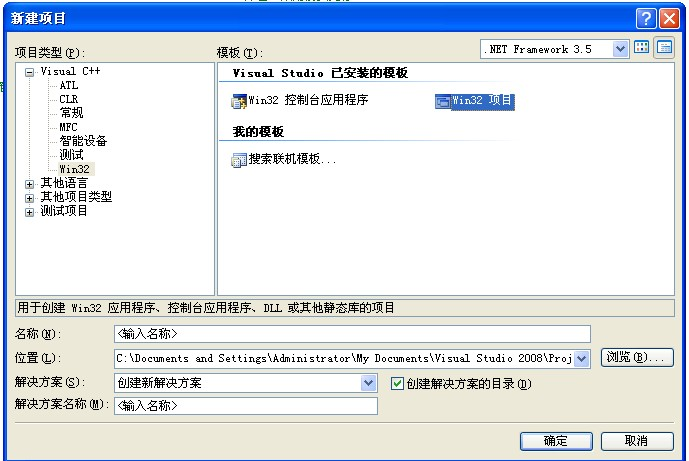 新建项目
项目类型(P):
模板(T):
.NET Framework 3.5
Visual C++
ATL
CLR
常规
MFC
智能设备
测试
Win32
其他语言
其他项目类型
测试项目
Visual Studio 已安装的模板
Win32 控制台应用程序
Win32 项目
我的模板
搜索联机模板...
用于创建 Win32 应用程序、控制台应用程序、DLL 或其他静态库的项目
名称(N):
<输入名称>
位置(L):
C:\Documents and Settings\Administrator\My Documents\Visual Studio 2008\Proj
浏览(B)...
解决方案(S):
创建新解决方案
创建解决方案的目录(D)
解决方案名称(M):
<输入名称>
确定
取消